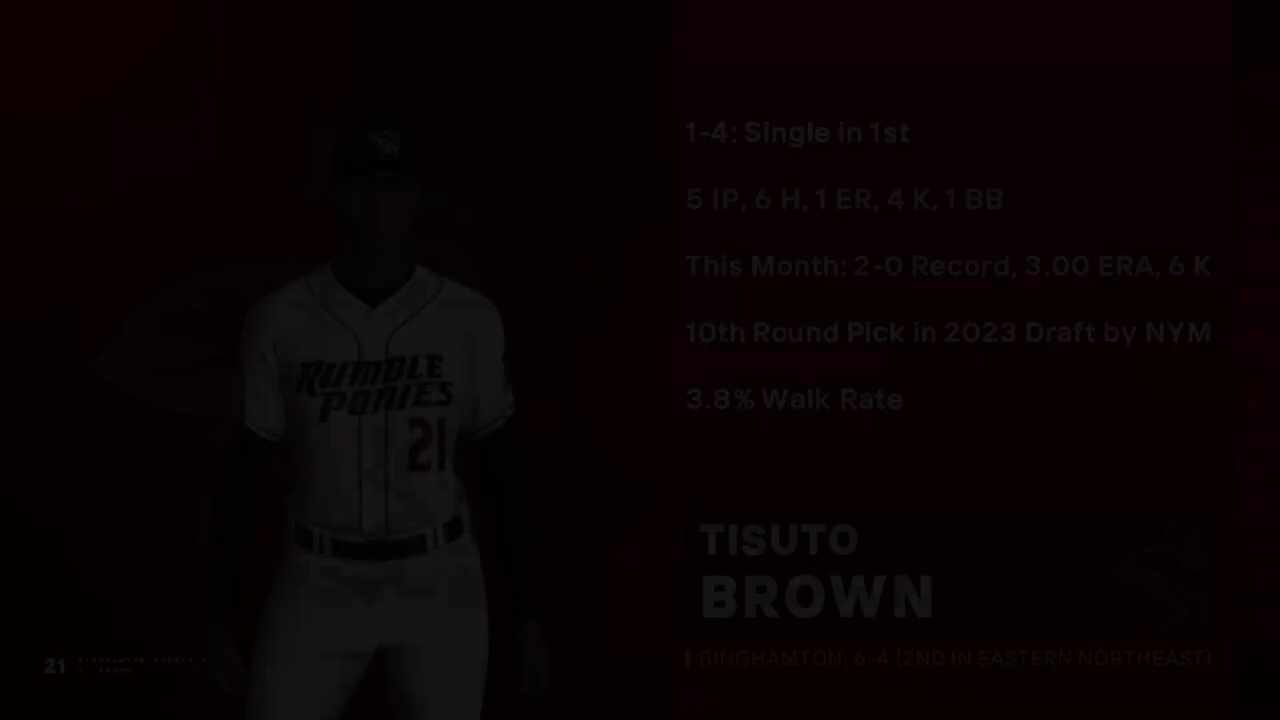 1-4: Single in 1st
5 IP, 6 H, 1 ER, 4 K, 1 BB
This Month: 2-0 Record, 3.00 ERA, 6 K
10th Round Pick in 2023 Draft by NYM
3.8% Walk Rate
RUMBLE
PONIES
21
TISUTO
BROWN
BINGHAMTON: 6-4 (2ND IN EASTERN NORTHEAST)
21